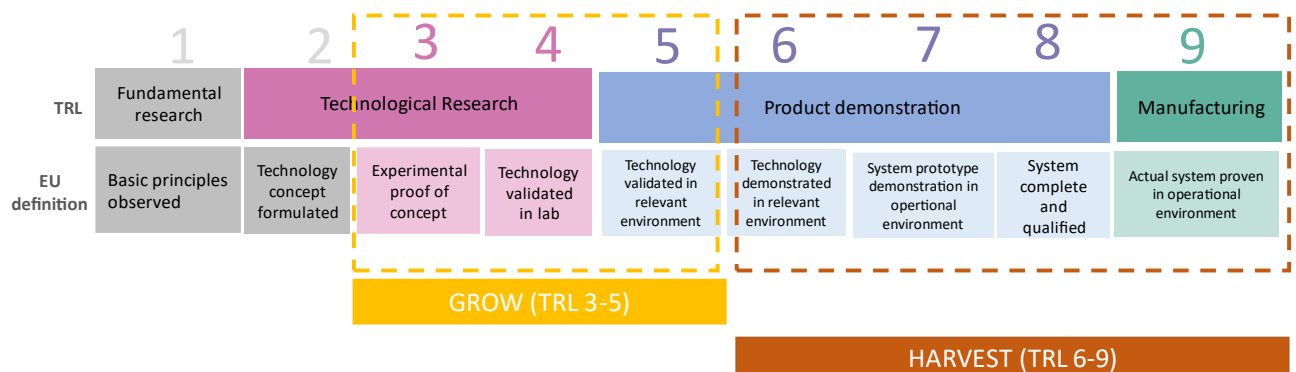 1 2 3 4 5 6 7 8 9
TRL
Fundamental
research
Technological Research
Product demonstration
Manufacturing
EU
definition
Basic principles
observed
Technology
concept
formulated
Experimental
proof of
concept
Technology
validated
in lab
Technology
validated in
relevant
environment
Technology
demonstrated
in relevant
environment
System prototype
demonstration in
opertional
environment
System
complete
and
qualified
Actual system proven
in operational
environment
GROW (TRL 3-5)
HARVEST (TRL 6-9)